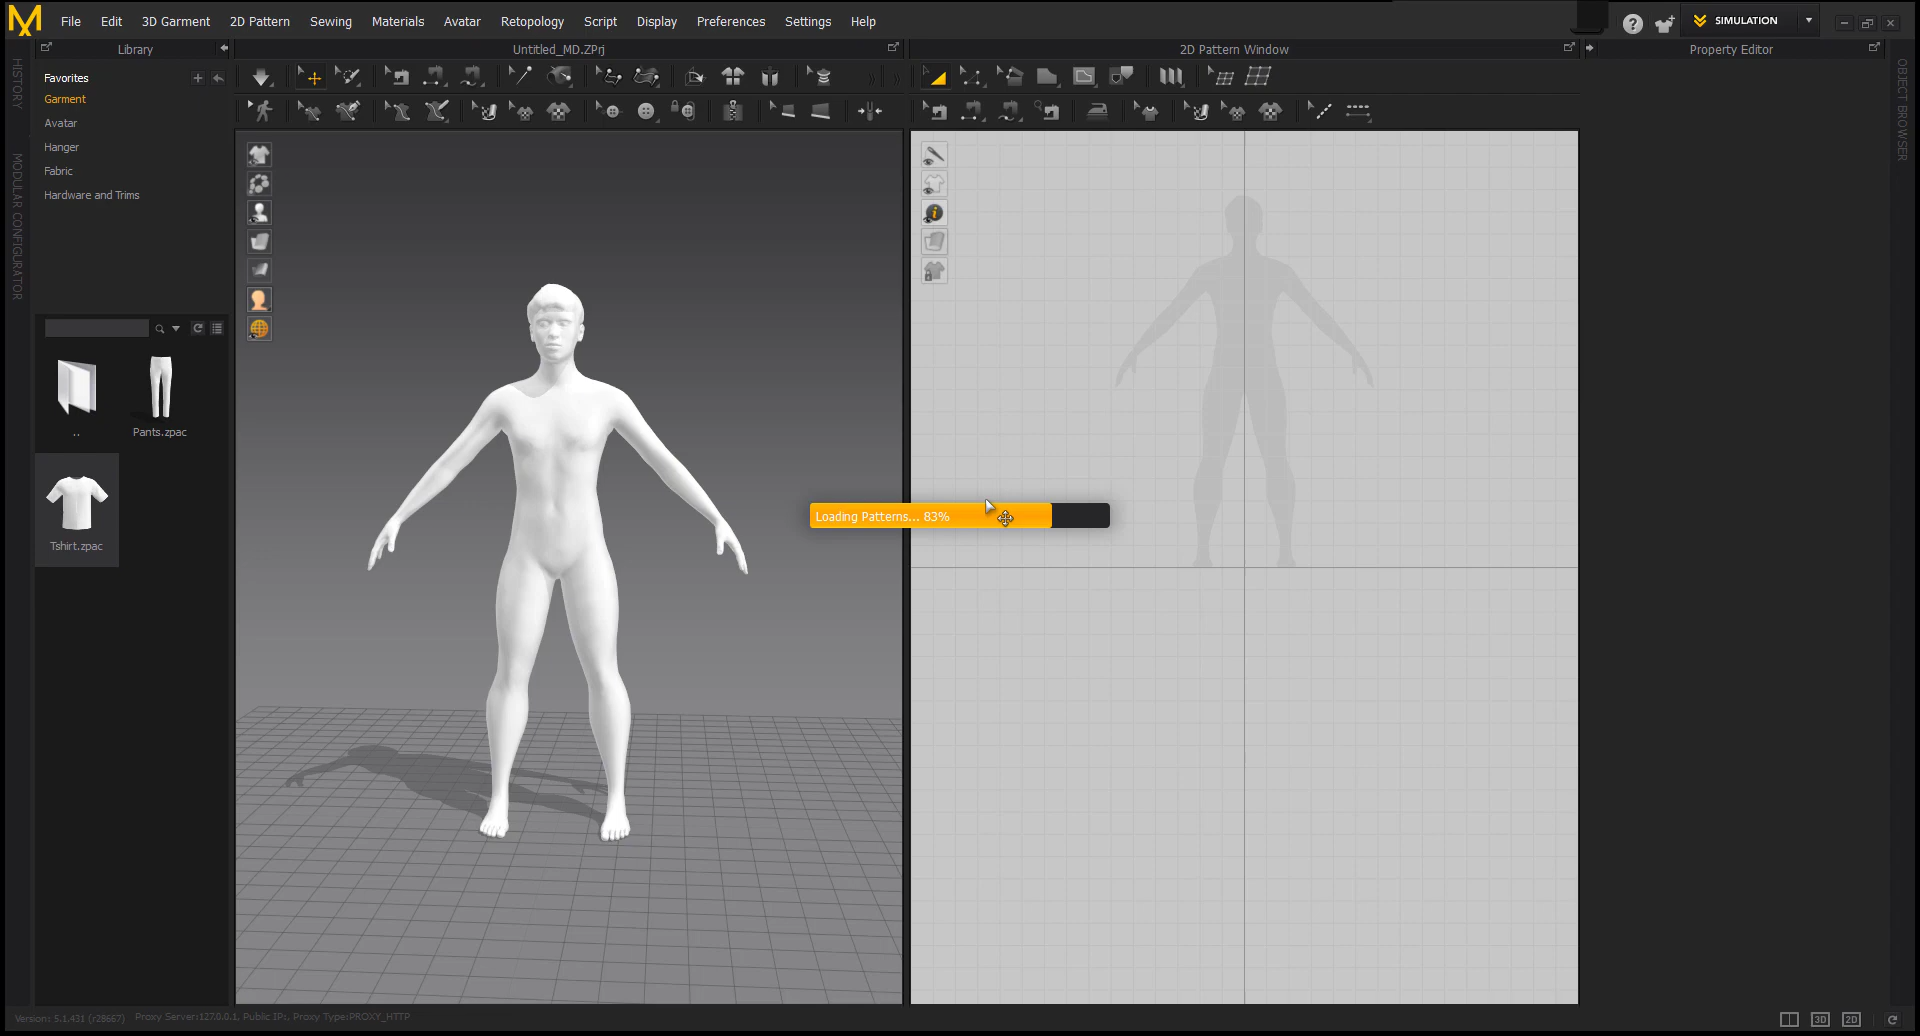 File Edit 3D Garment 2D Pattern Sewing Materials Avatar Retopology Script Display Preferences Settings Help
SIMULATION
Library
Untitled_MD.ZPrj
2D Pattern Window
Property Editor
HISTORY
MODULAR CONFIGURATOR
OBJECT BROWSER
Favorites
Garment
Avatar
Hanger
Fabric
Hardware and Trims
..
Pants.zpac
Tshirt.zpac
Loading Patterns... 83%
Version: 5.1.431 (r28667) Proxy Server:127.0.0.1, Public IP:, Proxy Type:PROXY_HTTP
3D
2D